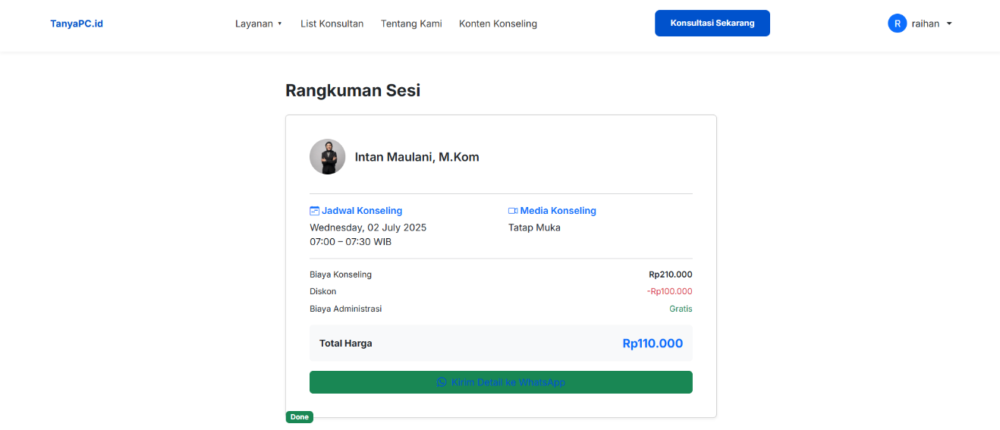 TanyaPC.id
Layanan
List Konsultan
Tentang Kami
Konten Konseling
Konsultasi Sekarang
R raihan
Rangkuman Sesi
Intan Maulani, M.Kom
Jadwal Konseling
Wednesday, 02 July 2025
07:00 – 07:30 WIB
Media Konseling
Tatap Muka
Biaya Konseling Rp210.000
Diskon -Rp100.000
Biaya Administrasi Gratis
Total Harga Rp110.000
Kirim Detail ke WhatsApp
Done